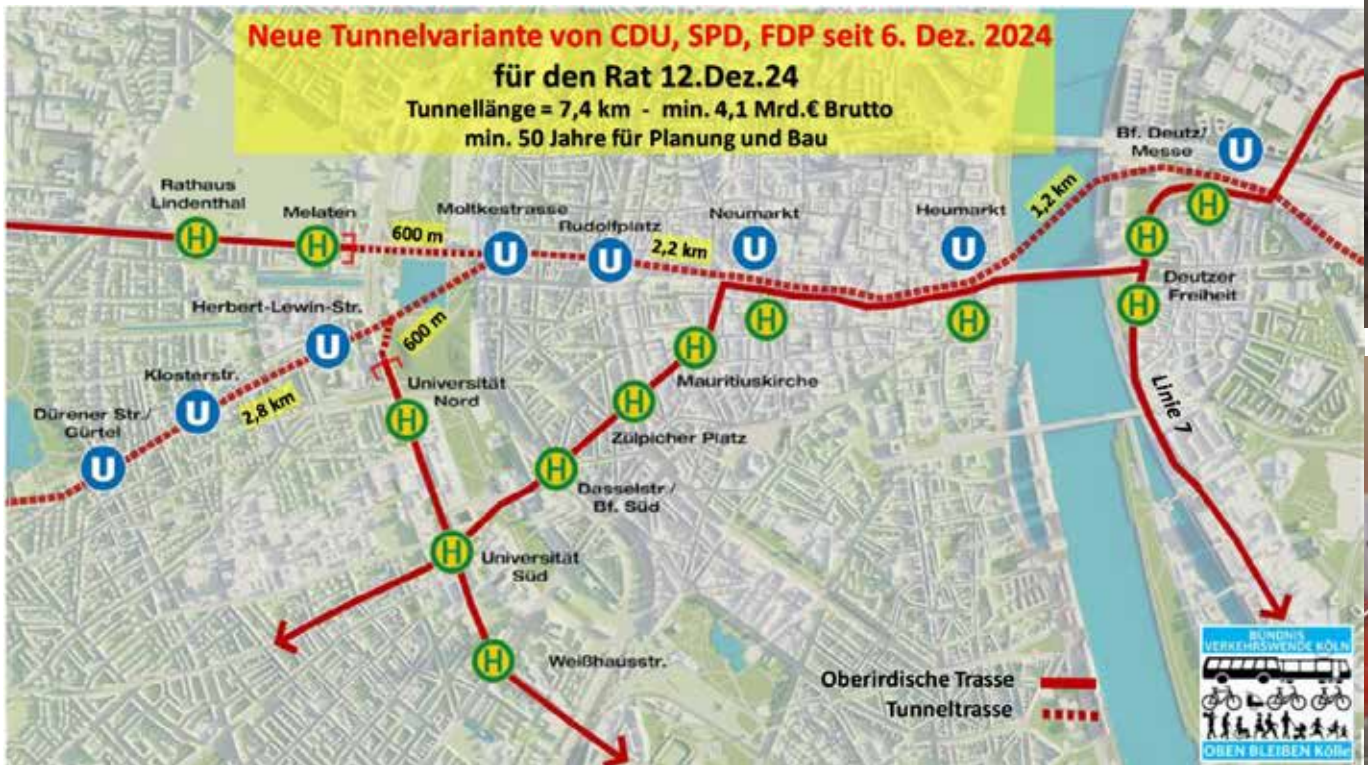 Neue Tunnelvariante von CDU, SPD, FDP seit 6. Dez. 2024
für den Rat 12.Dez.24
Tunnellänge = 7,4 km - min. 4,1 Mrd.€ Brutto
min. 50 Jahre für Planung und Bau
Bf. Deutz/
Messe
U
Rathaus
Lindenthal
H
Melaten
H
600 m
Moltkestrasse
U
Rudolfplatz
U
2,2 km
Neumarkt
U
H
Heumarkt
U
H
1,2 km
H
H
Deutzer
Freiheit
H
Linie 7
Herbert-Lewin-Str.
U
600 m
Klosterstr.
U
2,8 km
Dürener Str./
Gürtel
U
Universität
Nord
H
Mauritiuskirche
H
Zülpicher Platz
H
Dasselstr./
Bf. Süd
H
Universität
Süd
H
Weißhausstr.
H
Oberirdische Trasse
Tunneltrasse
BÜNDNIS
VERKEHRSWENDE KÖLN
OBEN BLEIBEN Kölle